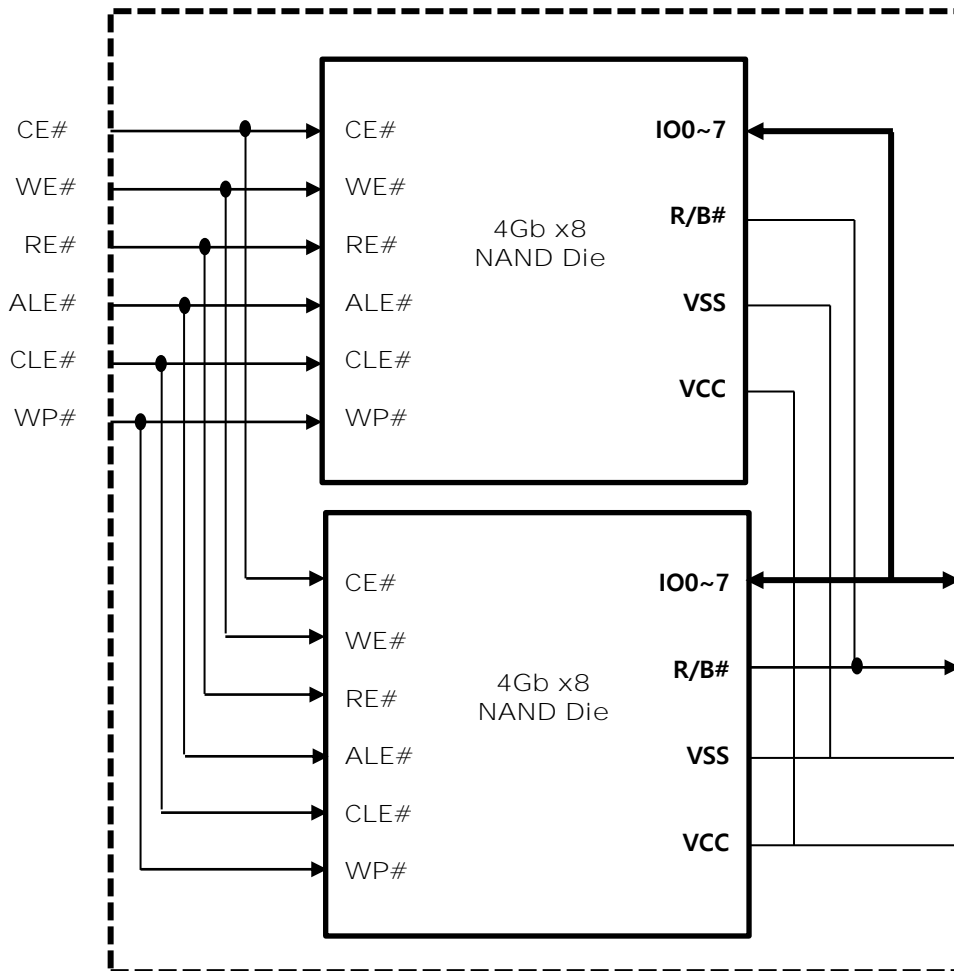 CE#
WE#
RE#
ALE#
CLE#
WP#
CE#
WE#
RE#
ALE#
CLE#
WP#
4Gb x8
NAND Die
IO0~7
R/B#
VSS
VCC
CE#
WE#
RE#
ALE#
CLE#
WP#
4Gb x8
NAND Die
IO0~7
R/B#
VSS
VCC